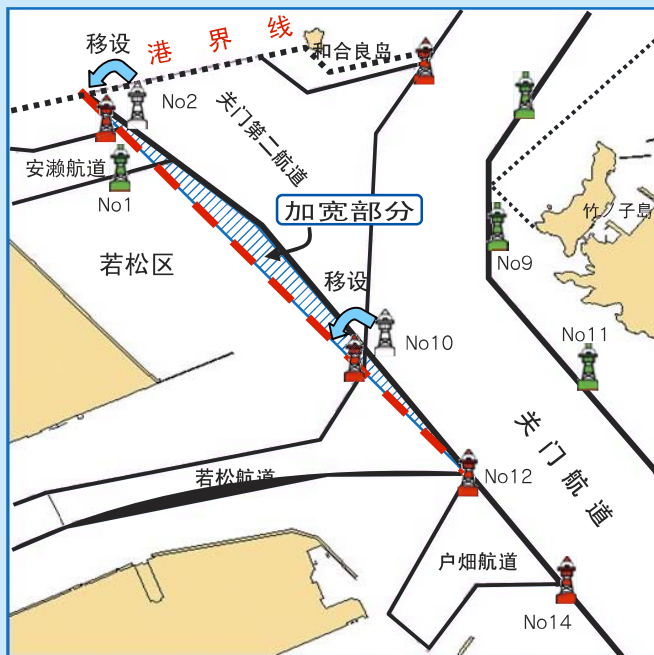 移设
港界线
和合良岛
No2
关门第二航道
安濑航道
No1
加宽部分
竹ノ子島
No9
若松区
移设
No10
No11
关门航道
若松航道
No12
户畑航道
No14